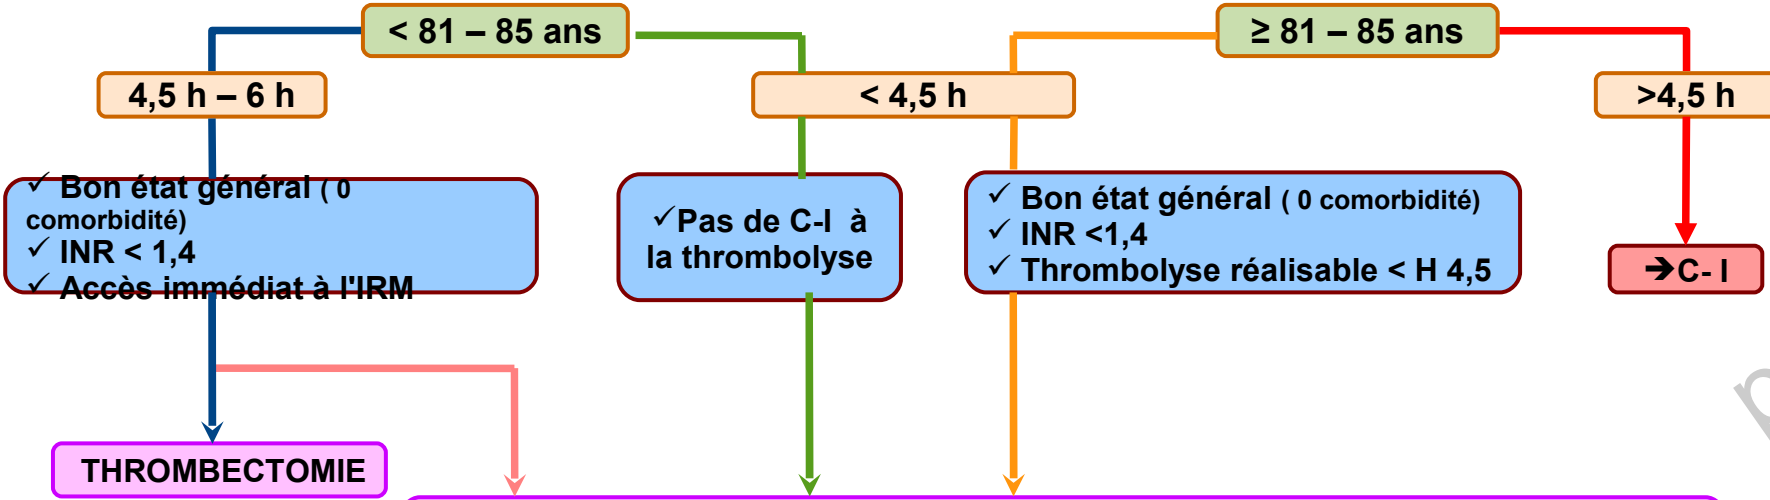 < 81 – 85 ans
≥ 81 – 85 ans
4,5 h – 6 h
< 4,5 h
>4,5 h
✓ Bon état général ( 0
comorbidité)
✓ INR < 1,4
✓ Accès immédiat à l'IRM
✓Pas de C-I à
la thrombolyse
✓ Bon état général ( 0 comorbidité)
✓ INR <1,4
✓ Thrombolyse réalisable < H 4,5
➔C- I
THROMBECTOMIE